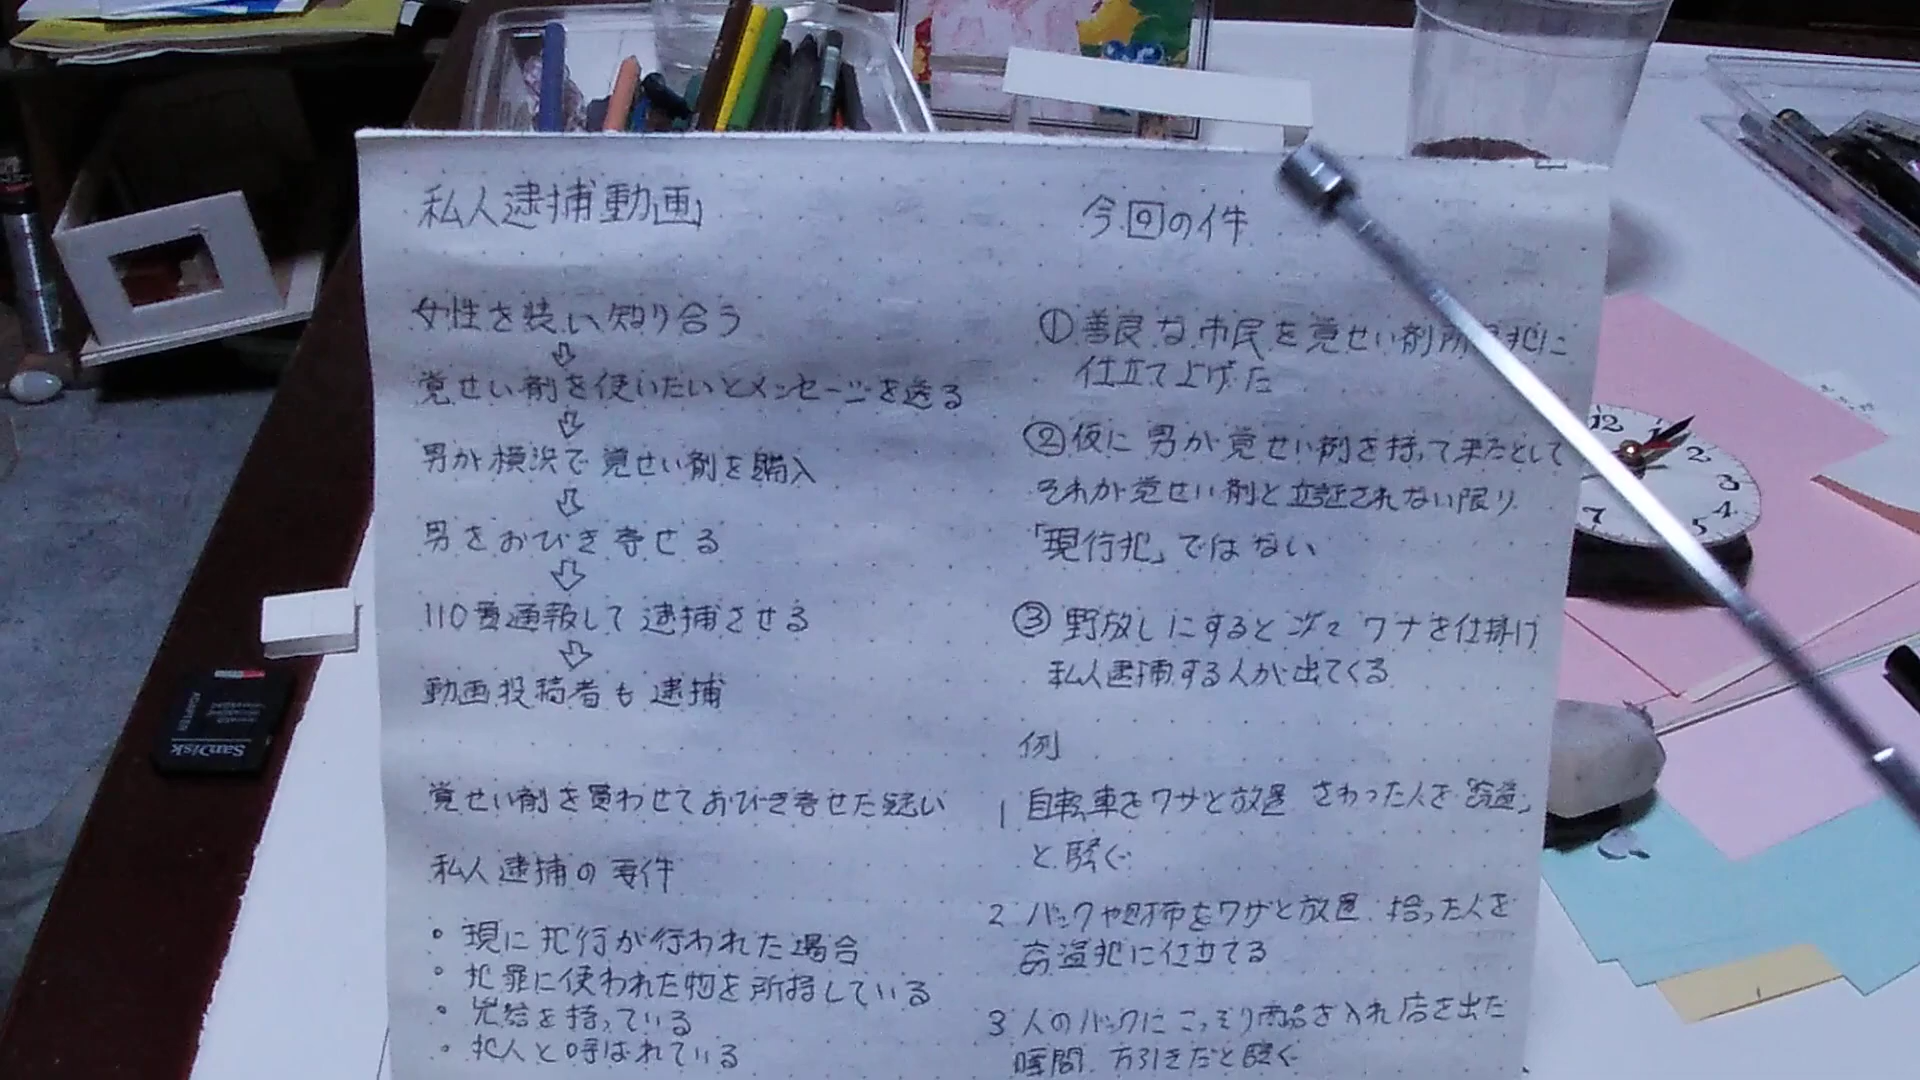 私人逮捕動画
女性を装い知り合う
覚せい剤を使いたいとメッセージを送る
男が横浜で覚せい剤を購入
男をおびき寄せる
110番通報して逮捕させる
動画投稿者も逮捕
覚せい剤を買わせておびき寄せた疑い
私人逮捕の要件
・現に犯行が行われた場合
・犯罪に使われた物を所持している
・兇器を持っている
・犯人と呼ばれている
今回の件
①善良な市民を覚せい剤所持犯に
仕立て上げた
②仮に男が覚せい剤を持って来たとして
それが覚せい剤と立証されない限り
「現行犯」ではない
③野放しにすると次々ワナを仕掛け
私人逮捕する人が出てくる
例
1 自転車をワザと放置 さわった人を「窃盗」
と騒ぐ
2 バックや財布をワザと放置 拾った人を
窃盗犯に仕立てる
3 人のバックにこっそり商品を入れ店を出た
瞬間 万引きだと騒ぐ
12
1
2
3
4
5
7
SanDisk
ADAPTER